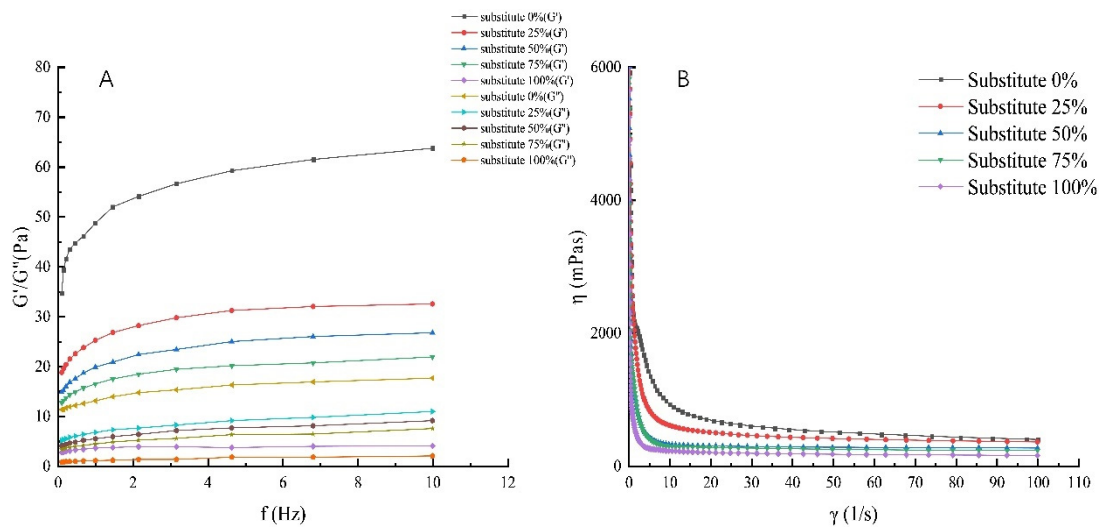 A
substitute 0%(G')
substitute 25%(G')
substitute 50%(G')
substitute 75%(G')
substitute 100%(G')
substitute 0%(G'')
substitute 25%(G'')
substitute 50%(G'')
substitute 75%(G'')
substitute 100%(G'')
80
70
60
50
40
30
20
10
0
G'/G''(Pa)
0 2 4 6 8 10 12
f (Hz)
B
Substitute 0%
Substitute 25%
Substitute 50%
Substitute 75%
Substitute 100%
6000
4000
2000
0
η (mPas)
0 10 20 30 40 50 60 70 80 90 100 110
γ (1/s)